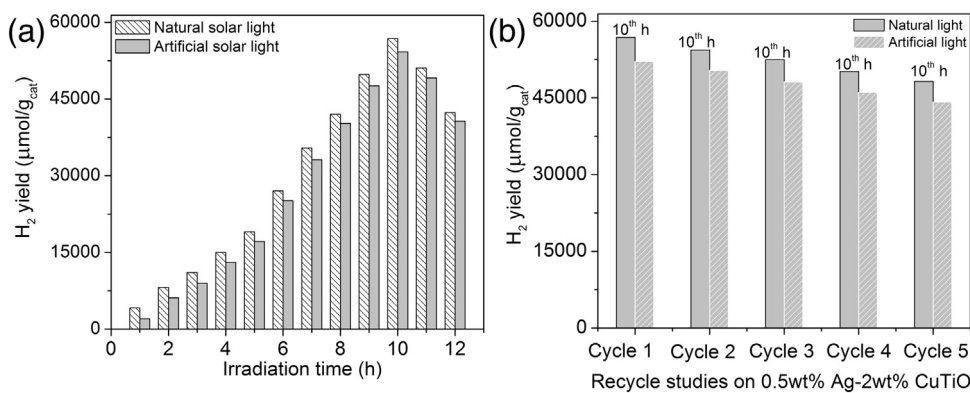 (a)
Natural solar light
Artificial solar light
H₂ yield (μmol/g_cat)
60000
45000
30000
15000
0
0 2 4 6 8 10 12
Irradiation time (h)
(b)
Natural light
Artificial light
10ᵗʰ h
10ᵗʰ h
10ᵗʰ h
10ᵗʰ h
10ᵗʰ h
H₂ yield (μmol/g_cat)
60000
45000
30000
15000
0
Cycle 1 Cycle 2 Cycle 3 Cycle 4 Cycle 5
Recycle studies on 0.5wt% Ag-2wt% CuTiO